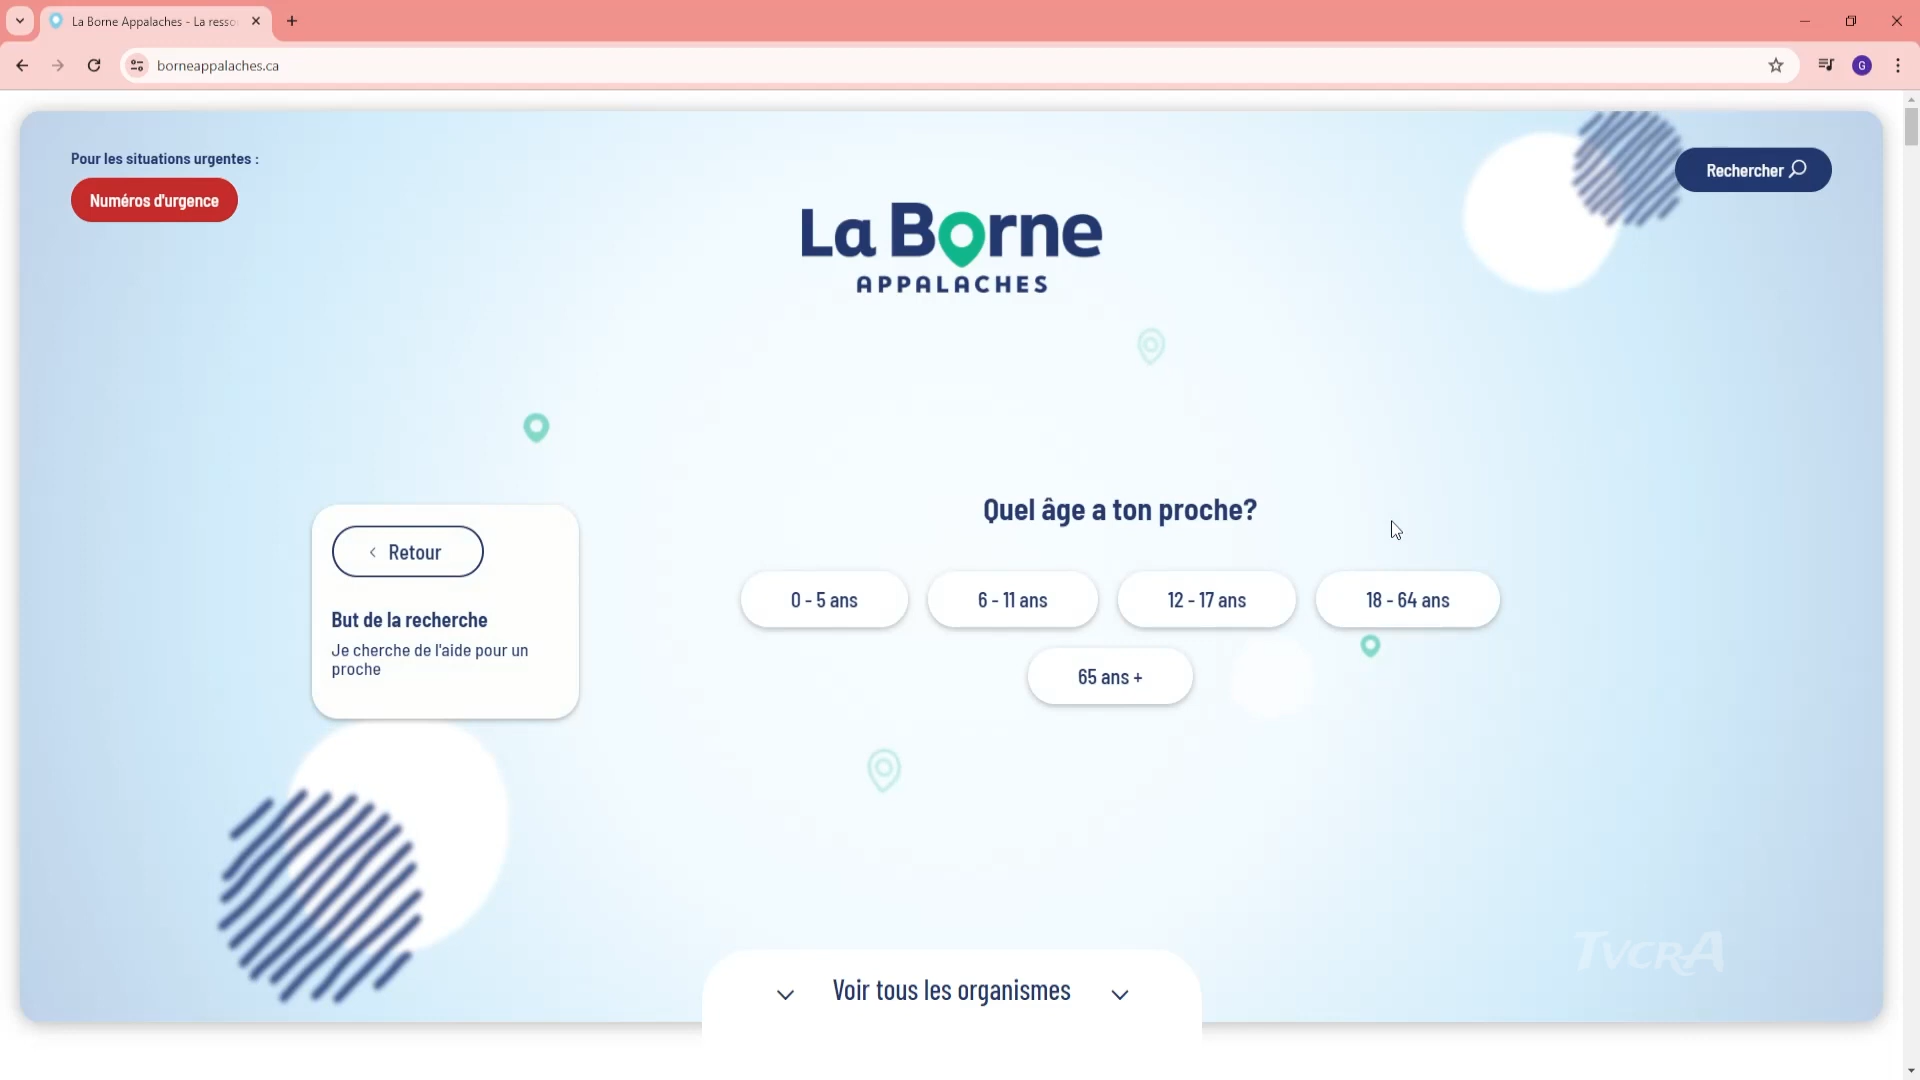 La Borne Appalaches - La resso
borneappalaches.ca
G
Pour les situations urgentes :
Numéros d'urgence
Rechercher
La Borne
APPALACHES
Retour
But de la recherche
Je cherche de l'aide pour un
proche
Quel âge a ton proche?
0 - 5 ans
6 - 11 ans
12 - 17 ans
18 - 64 ans
65 ans +
Voir tous les organismes
TVCRA